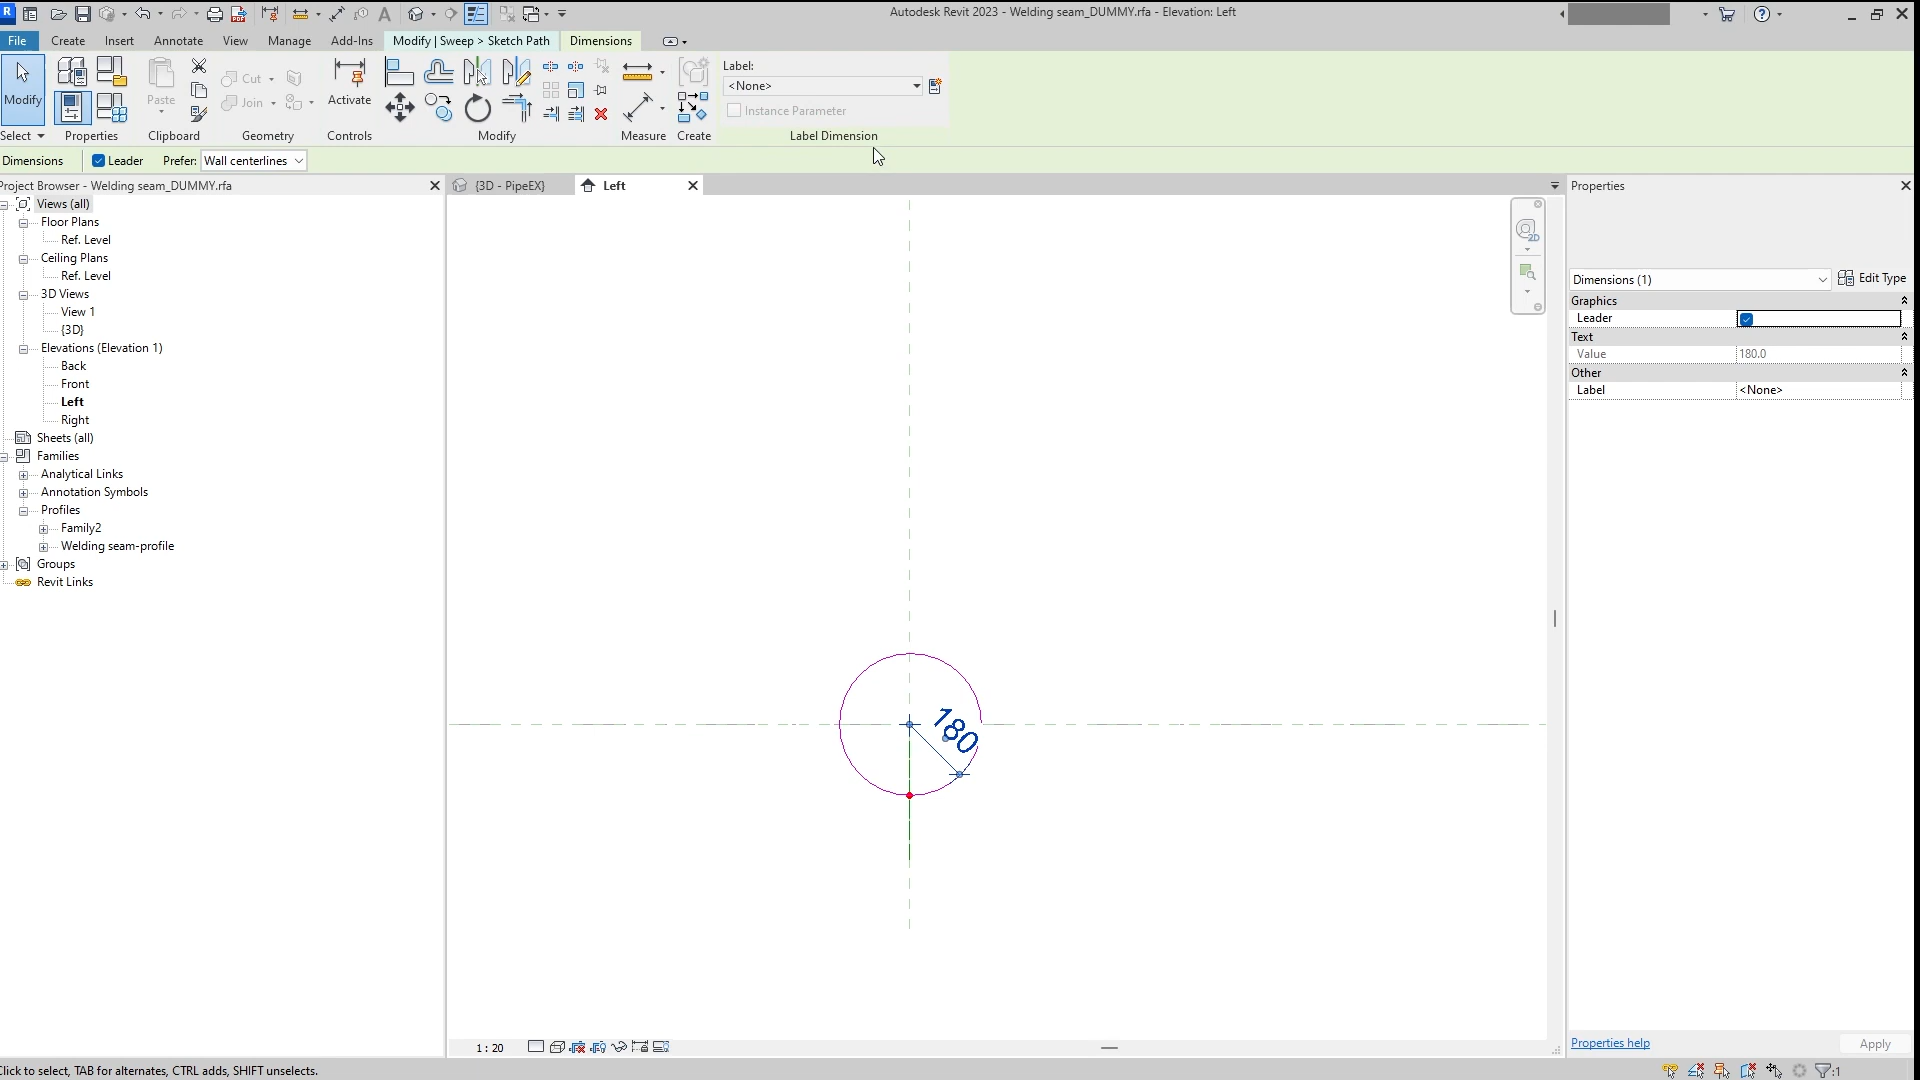 Autodesk Revit 2023 - Welding seam_DUMMY.rfa - Elevation: Left
File Create Insert Annotate View Manage Add-Ins Modify | Sweep > Sketch Path Dimensions
Modify
Select
Properties
Paste
Clipboard
Cut
Join
Geometry
Activate
Controls
Modify
Measure
Create
Label:
<None>
Instance Parameter
Label Dimension
Dimensions Leader Prefer: Wall centerlines
Project Browser - Welding seam_DUMMY.rfa
Views (all)
Floor Plans
Ref. Level
Ceiling Plans
Ref. Level
3D Views
View 1
{3D}
Elevations (Elevation 1)
Back
Front
Left
Right
Sheets (all)
Families
Analytical Links
Annotation Symbols
Profiles
Family2
Welding seam-profile
Groups
Revit Links
{3D - PipeEX}
Left
2D
180
1 : 20
Properties
Dimensions (1)
Edit Type
Graphics
Leader
Text
Value 180.0
Other
Label <None>
Properties help
Apply
Click to select, TAB for alternates, CTRL adds, SHIFT unselects.
:1